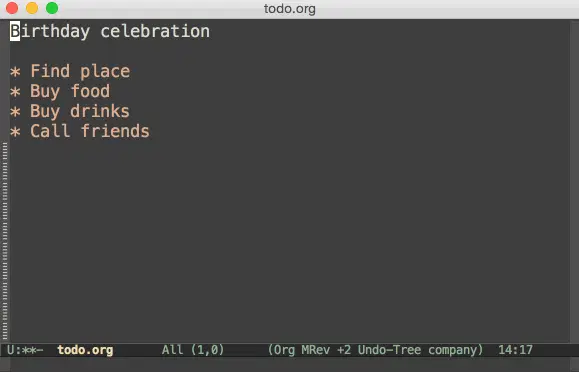 todo.org
Birthday celebration
* Find place
* Buy food
* Buy drinks
* Call friends
U:**- todo.org All (1,0) (Org MRev +2 Undo-Tree company) 14:17